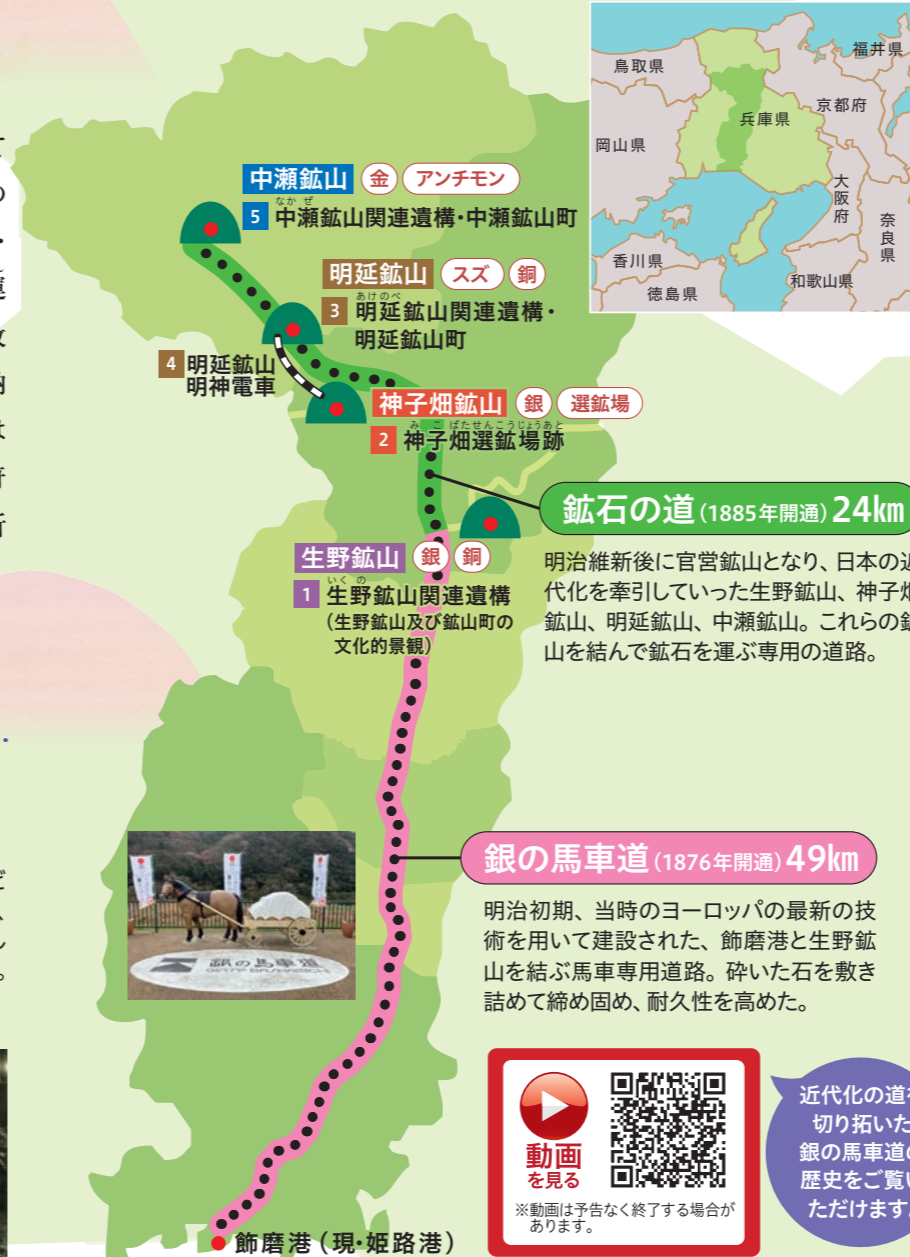 鳥取県
福井県
京都府
兵庫県
岡山県
大阪府
奈良県
香川県
和歌山県
徳島県
中瀬鉱山 金 アンチモン
なかぜ
5 中瀬鉱山関連遺構・中瀬鉱山町
明延鉱山 スズ 銅
あけのべ
3 明延鉱山関連遺構・
明延鉱山町
4 明延鉱山
明神電車
神子畑鉱山 銀 選鉱場
みこばたせんこうじょうあと
2 神子畑選鉱場跡
鉱石の道(1885年開通)24km
明治維新後に官営鉱山となり、日本の近
代化を牽引していった生野鉱山、神子畑
鉱山、明延鉱山、中瀬鉱山。これらの鉱
山を結んで鉱石を運ぶ専用の道路。
生野鉱山 銀 銅
いくの
1 生野鉱山関連遺構
(生野鉱山及び鉱山町の
文化的景観)
銀の馬車道(1876年開通)49km
明治初期、当時のヨーロッパの最新の技
術を用いて建設された、飾磨港と生野鉱
山を結ぶ馬車専用道路。砕いた石を敷き
詰めて締め固め、耐久性を高めた。
銀の馬車道
動画
を見る
※動画は予告なく終了する場合が
あります。
近代化の道を
切り拓いた
銀の馬車道の
歴史をご覧い
ただけます。
飾磨港(現・姫路港)